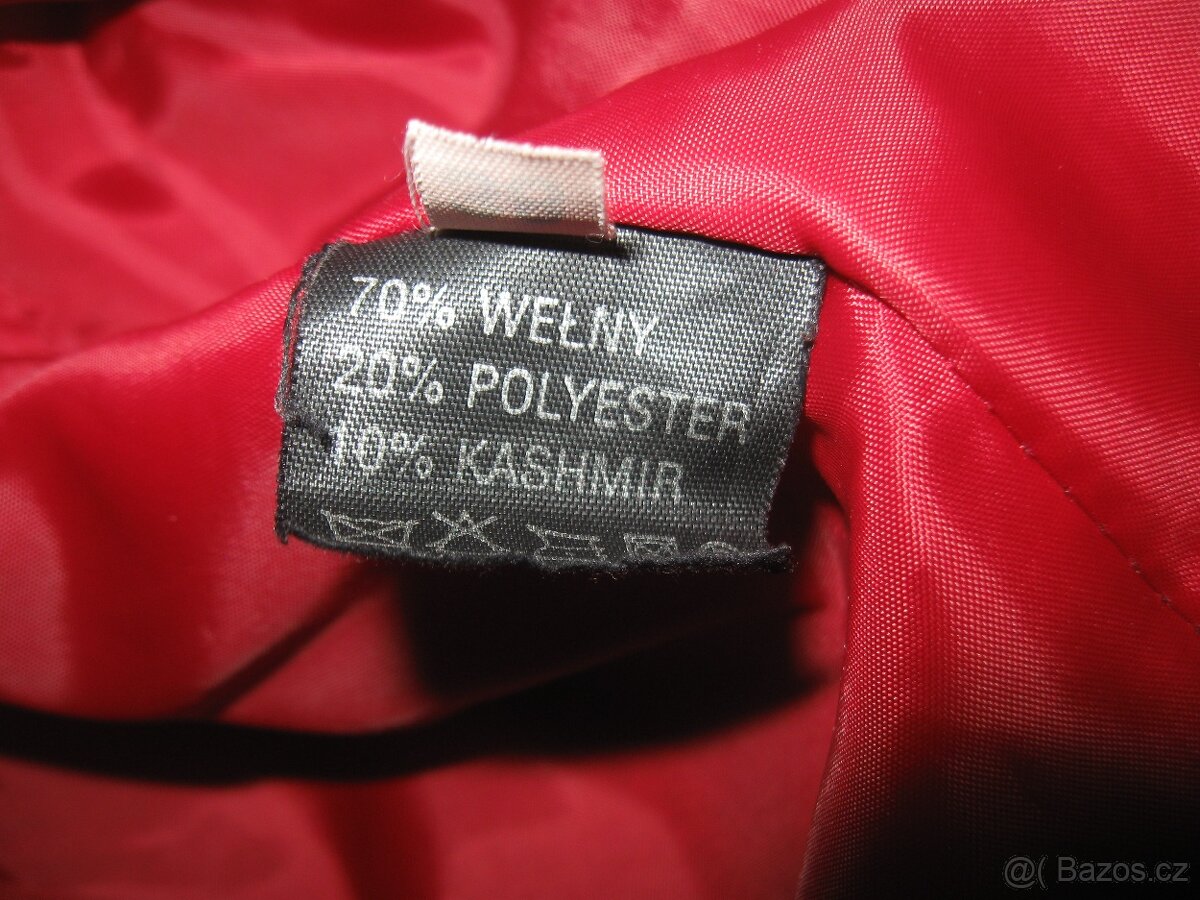 70% WEŁNY
20% POLYESTER
10% KASHMIR
@( Bazos.cz